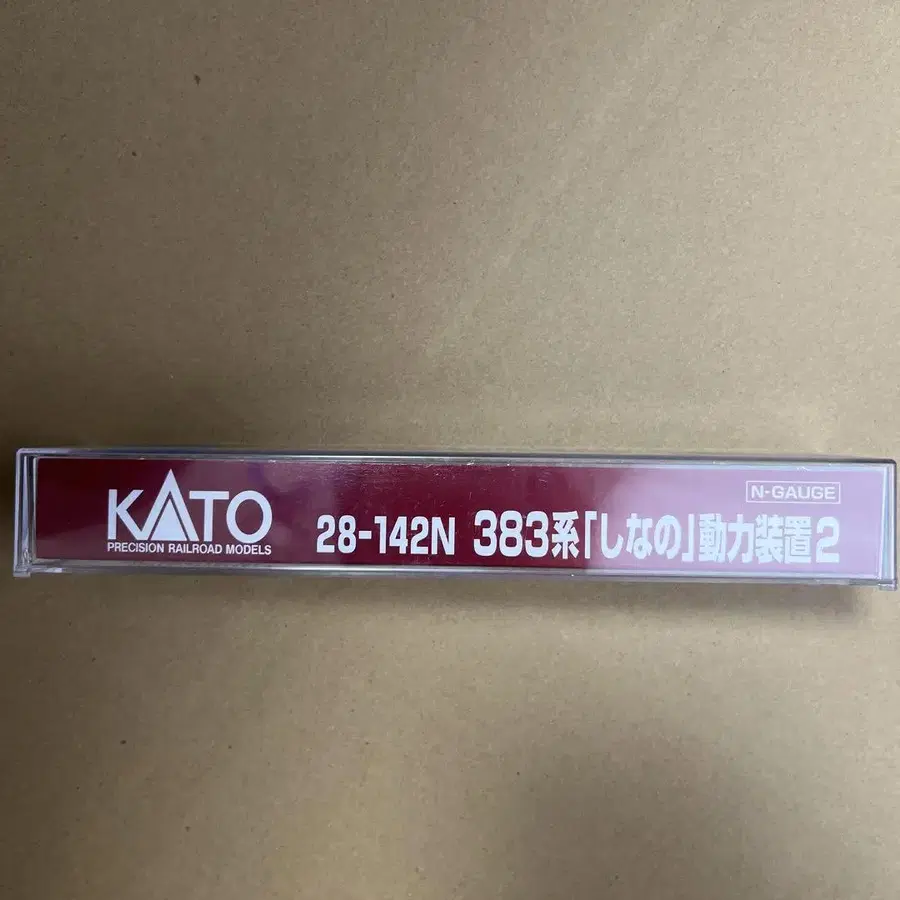 KATO
PRECISION RAILROAD MODELS
28-142N 383系「しなの」動力装置2
N-GAUGE